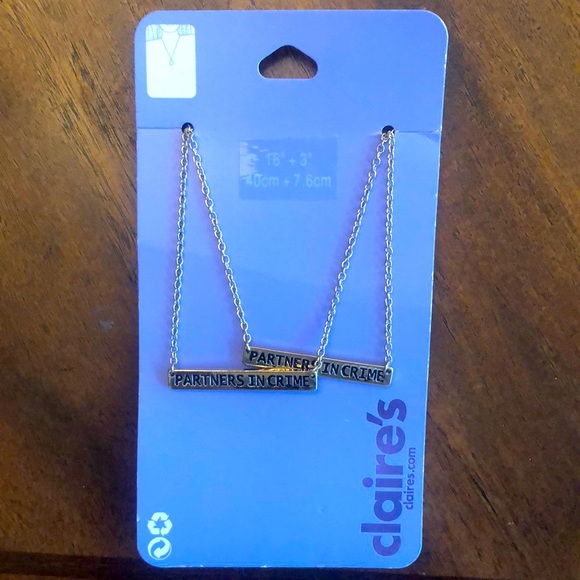 16" + 3"
40cm + 7.6cm
PARTNERS IN CRIME
PARTNERS IN CRIME
claire's
claires.com